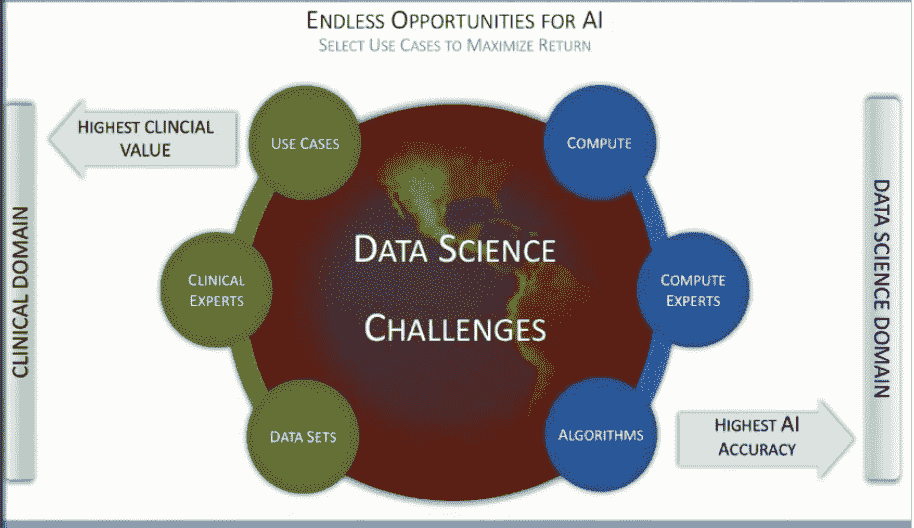 ENDLESS OPPORTUNITIES FOR AI
SELECT USE CASES TO MAXIMIZE RETURN
HIGHEST CLINCIAL
VALUE
USE CASES
COMPUTE
CLINICAL DOMAIN
CLINICAL
EXPERTS
DATA SCIENCE
CHALLENGES
COMPUTE
EXPERTS
DATA SCIENCE DOMAIN
DATA SETS
ALGORITHMS
HIGHEST AI
ACCURACY